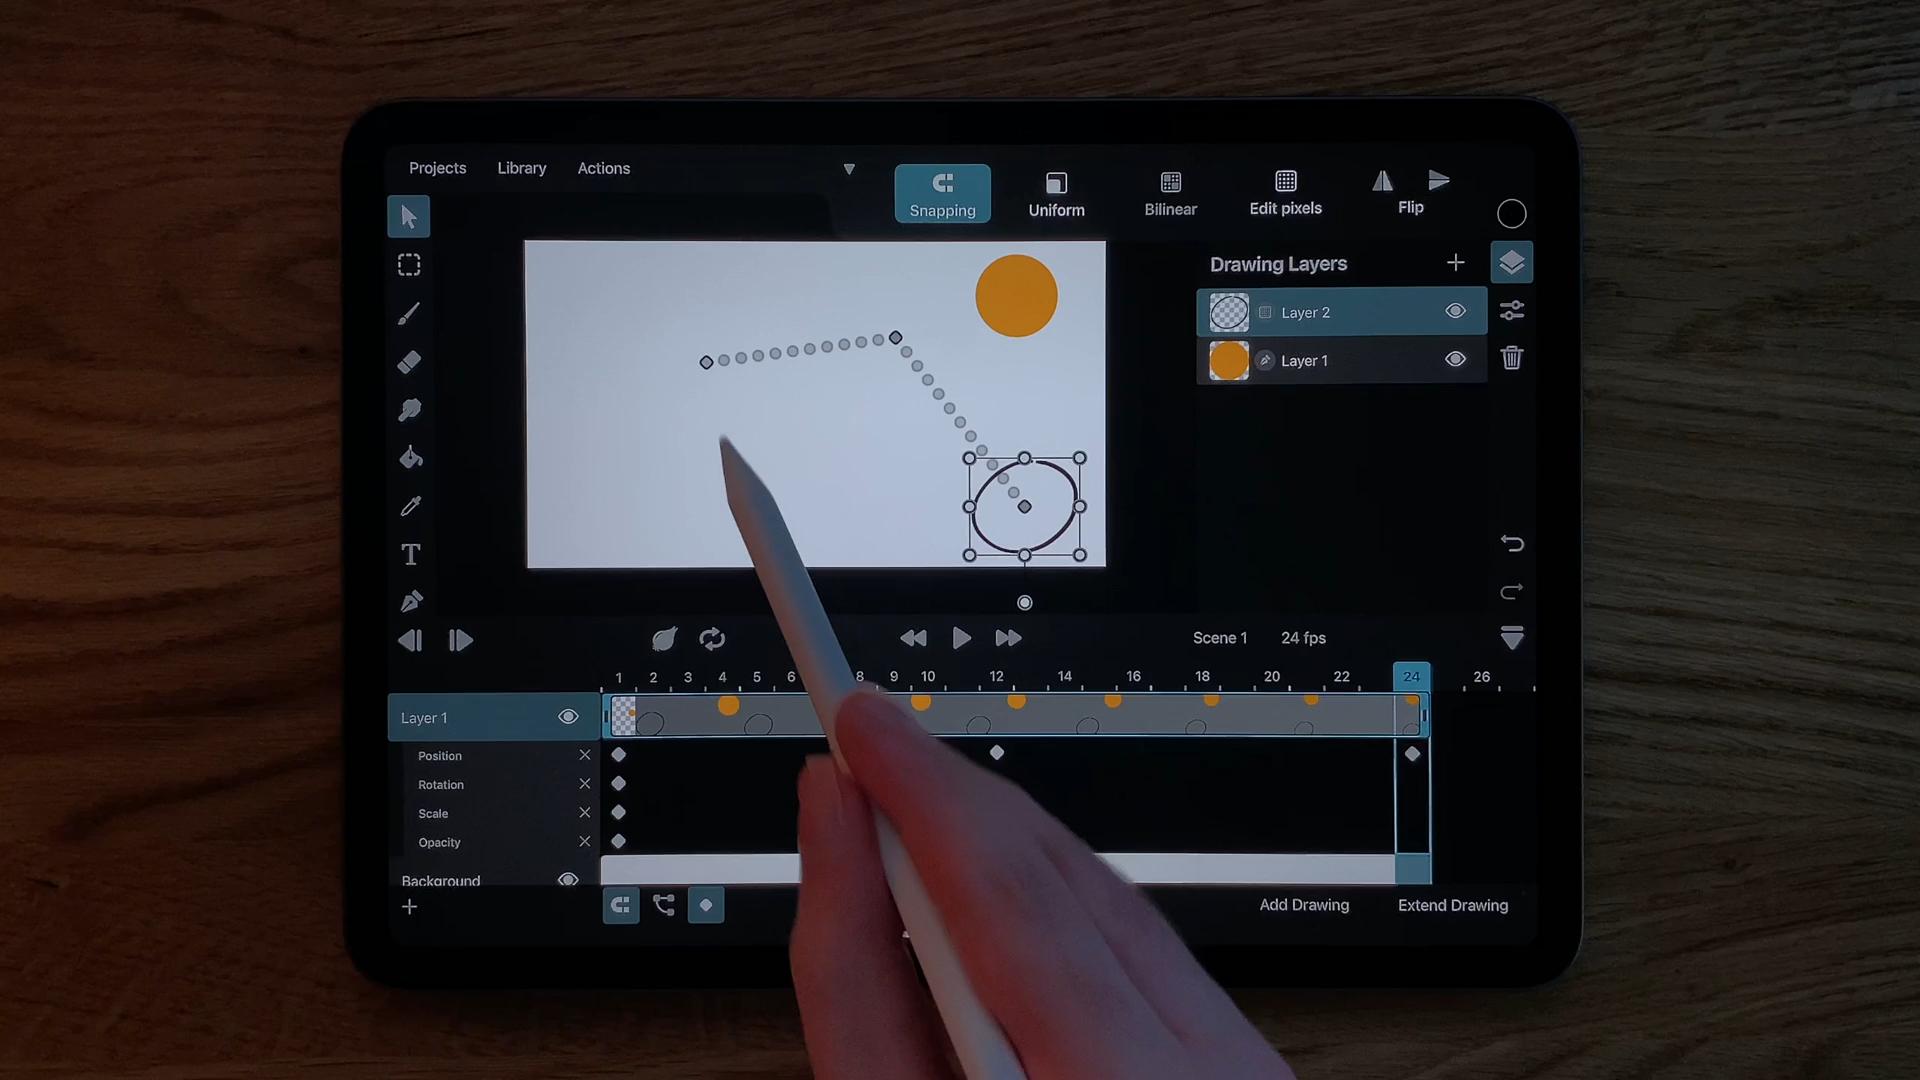 Projects
Library
Actions
Snapping
Uniform
Bilinear
Edit pixels
Flip
Drawing Layers
Layer 2
Layer 1
T
Scene 1
24 fps
1 2 3 4 5 6 8 9 10 12 14 16 18 20 22 24 26
Layer 1
Position
Rotation
Scale
Opacity
Background
Add Drawing
Extend Drawing